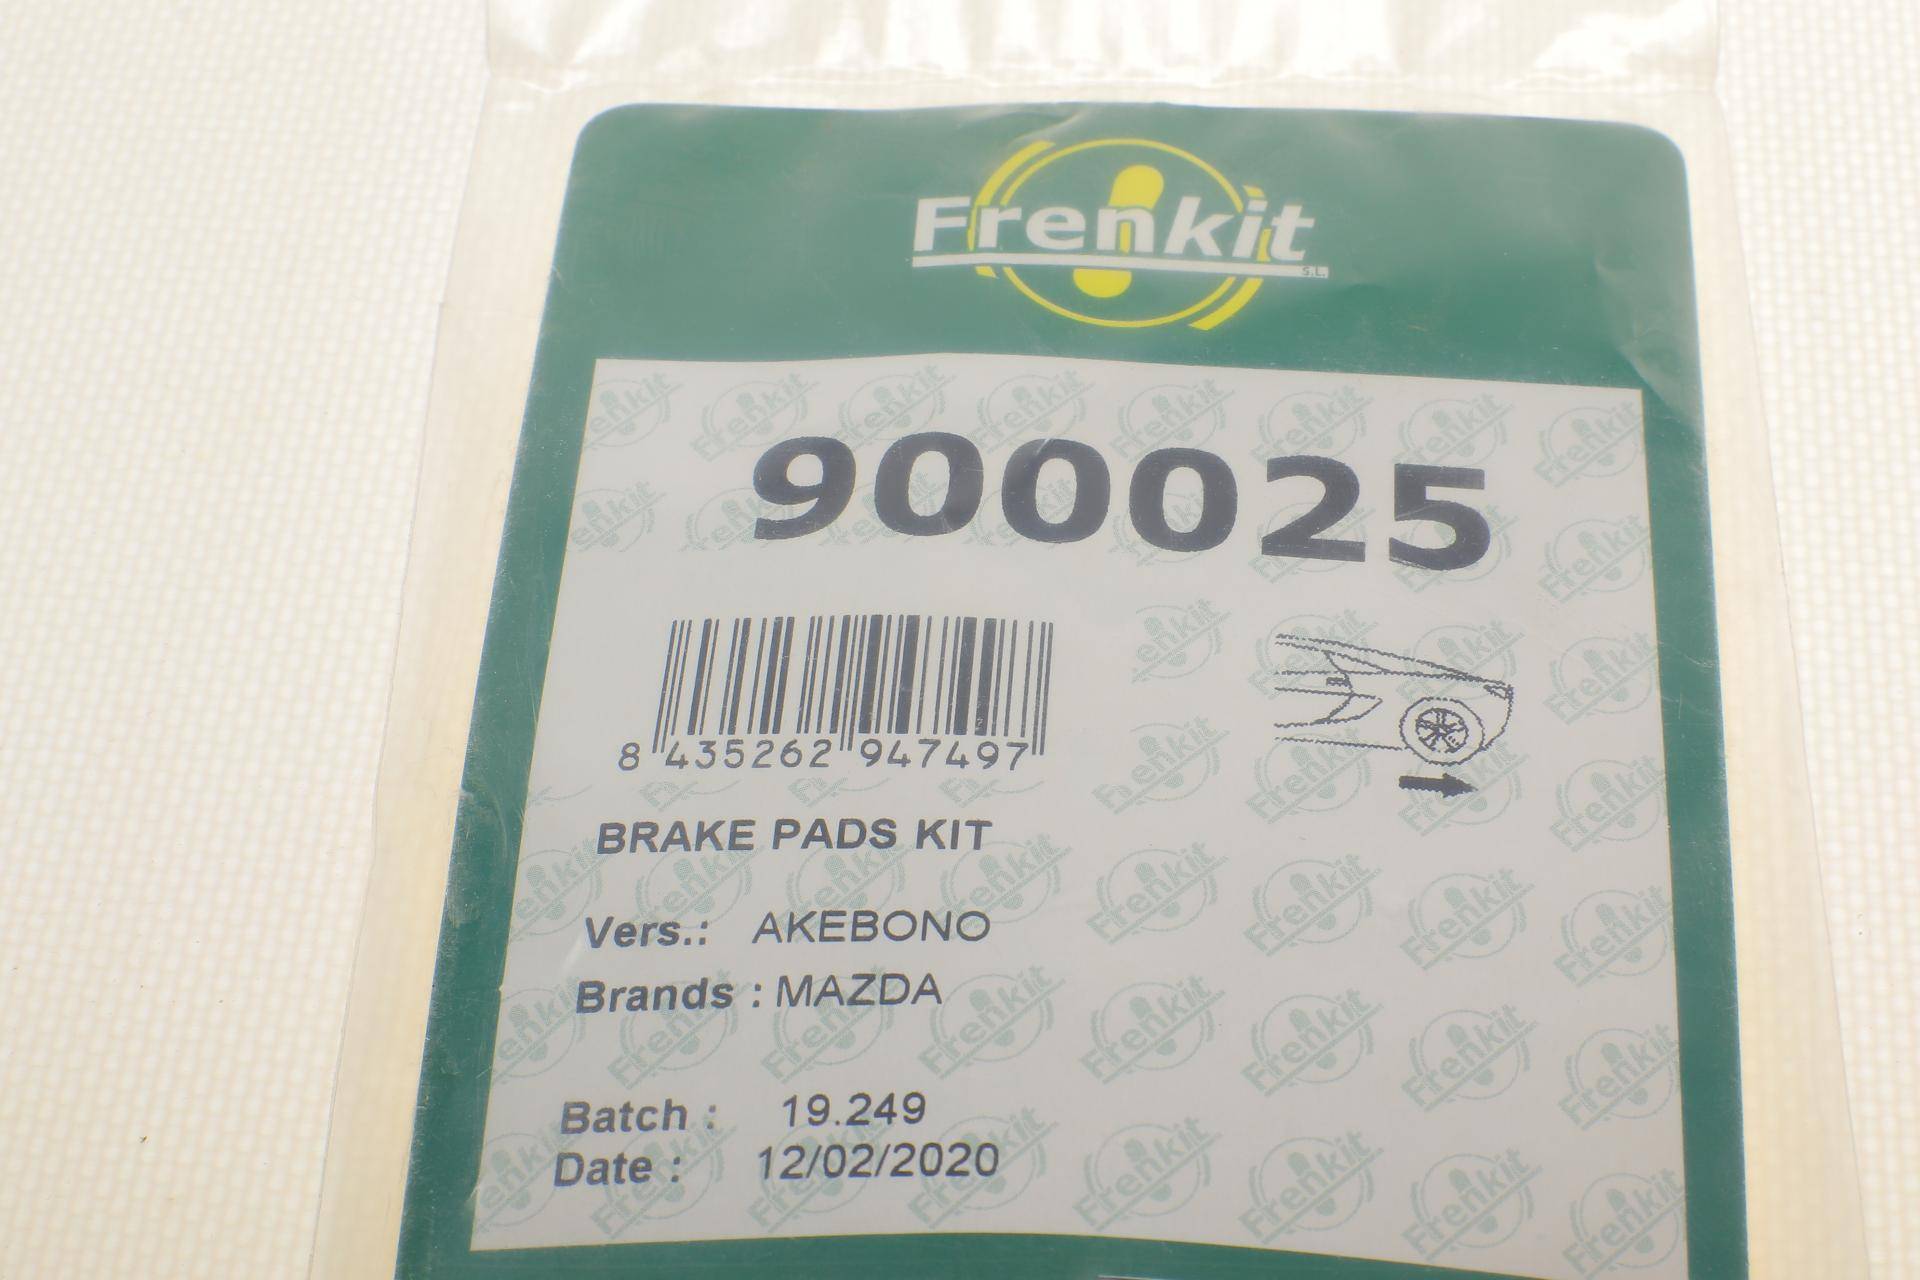 Frenkit
S.L.
900025
8 435262 947497
BRAKE PADS KIT
Vers.: AKEBONO
Brands : MAZDA
Batch : 19.249
Date : 12/02/2020